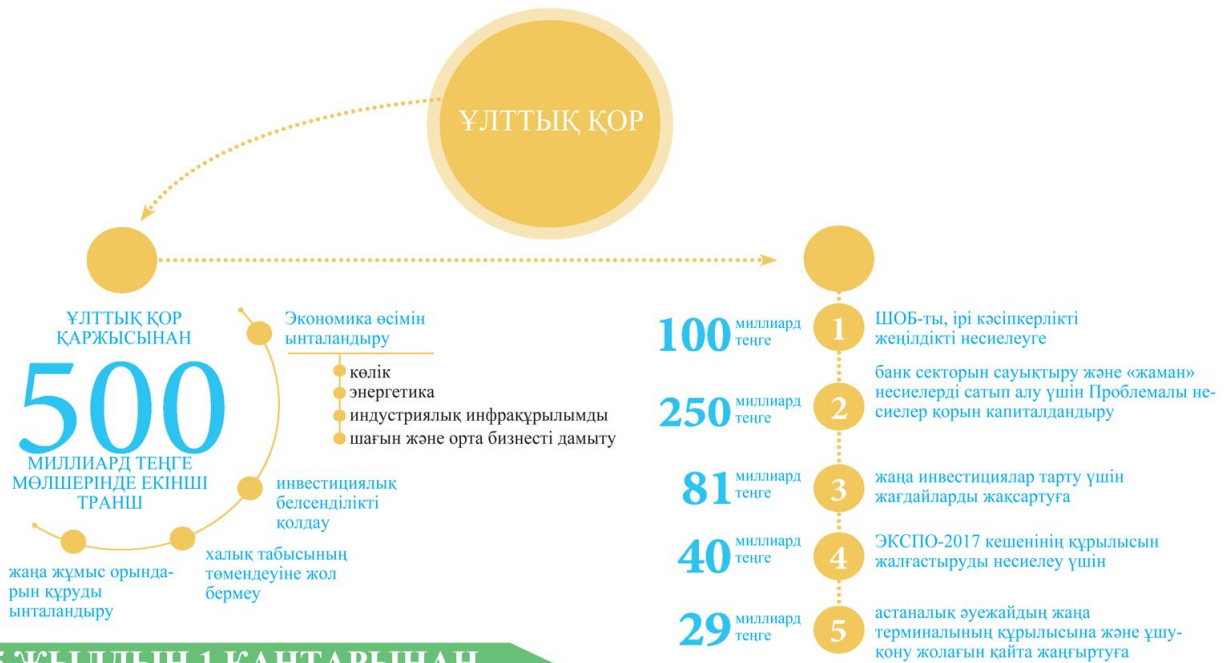 ҰЛТТЫҚ ҚОР
ҰЛТТЫҚ ҚОР
ҚАРЖЫСЫНАН
500
МИЛЛИАРД ТЕҢГЕ
МӨЛШЕРІНДЕ ЕКІНШІ
ТРАНШ
Экономика өсімін
ынталандыру
көлік
энергетика
индустриялық инфрақұрылымды
шағын және орта бизнесті дамыту
инвестициялық
белсенділікті
қолдау
халық табысының
төмендеуіне жол
бермеу
жаңа жұмыс орында-
рын құруды
ынталандыру
100 миллиард
теңге
1
ШОБ-ты, ірі кәсіпкерлікті
жеңілдікті несиелеуге
250 миллиард
теңге
2
банк секторын сауықтыру және «жаман»
несиелерді сатып алу үшін Проблемалы не-
сиелер қорын капиталдандыру
81 миллиард
теңге
3
жаңа инвестициялар тарту үшін
жағдайларды жақсартуға
40 миллиард
теңге
4
ЭКСПО-2017 кешенінің құрылысын
жалғастыруды несиелеу үшін
29 миллиард
теңге
5
астаналық әуежайдың жаңа
терминалының құрылысына және ұшу-
қону жолағын қайта жаңғыртуға
ЖЫЛДЫҢ 1 ҚАҢТАРЫНАН